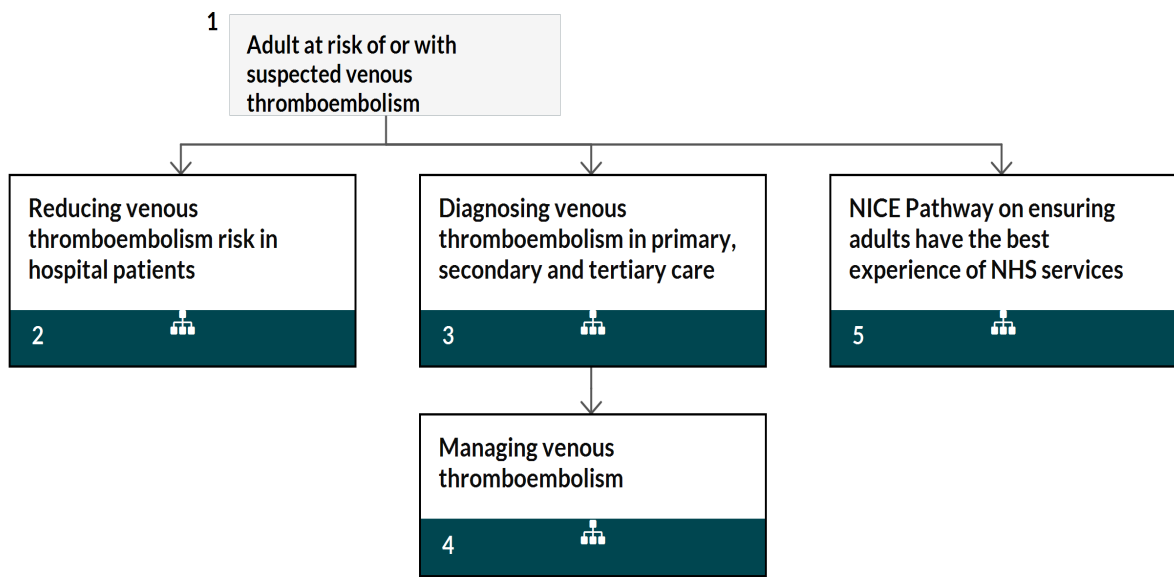 1
Adult at risk of or with
suspected venous
thromboembolism
Reducing venous
thromboembolism risk in
hospital patients
2
Diagnosing venous
thromboembolism in primary,
secondary and tertiary care
3
NICE Pathway on ensuring
adults have the best
experience of NHS services
5
Managing venous
thromboembolism
4